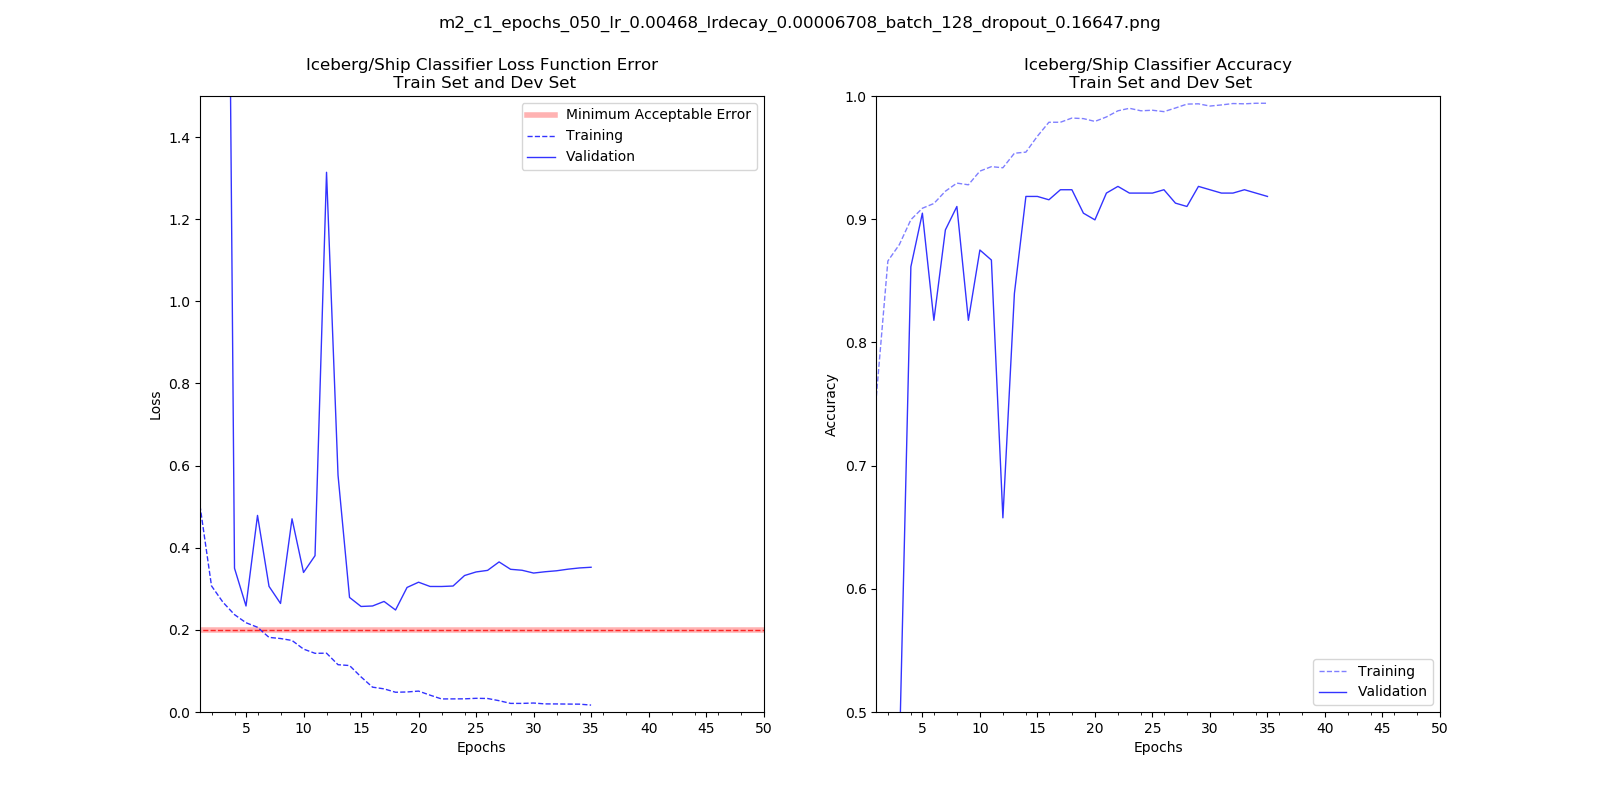 m2_c1_epochs_050_lr_0.00468_lrdecay_0.00006708_batch_128_dropout_0.16647.png
Iceberg/Ship Classifier Loss Function Error
Train Set and Dev Set
Minimum Acceptable Error
Training
Validation
1.4
1.2
1.0
0.8
0.6
0.4
0.2
0.0
Loss
5 10 15 20 25 30 35 40 45 50
Epochs
Iceberg/Ship Classifier Accuracy
Train Set and Dev Set
1.0
0.9
0.8
0.7
0.6
0.5
Accuracy
Training
Validation
5 10 15 20 25 30 35 40 45 50
Epochs